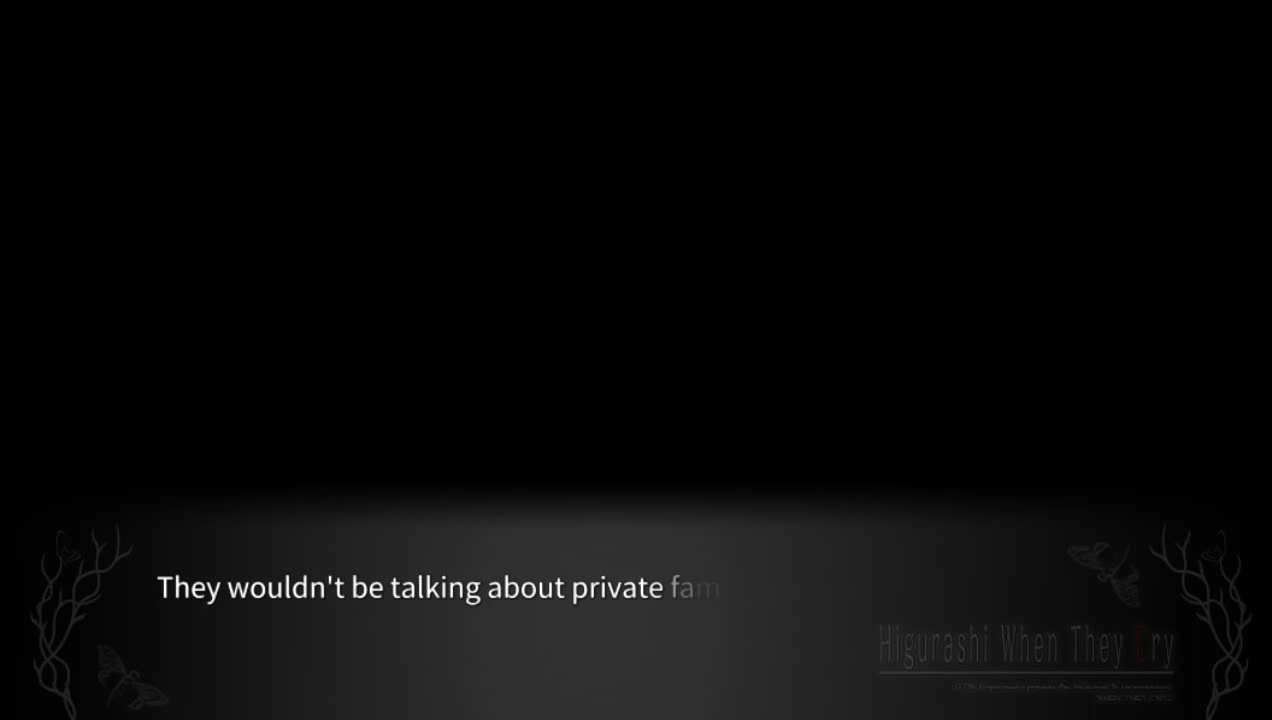 They wouldn't be talking about private fam
Higurashi When They Cry